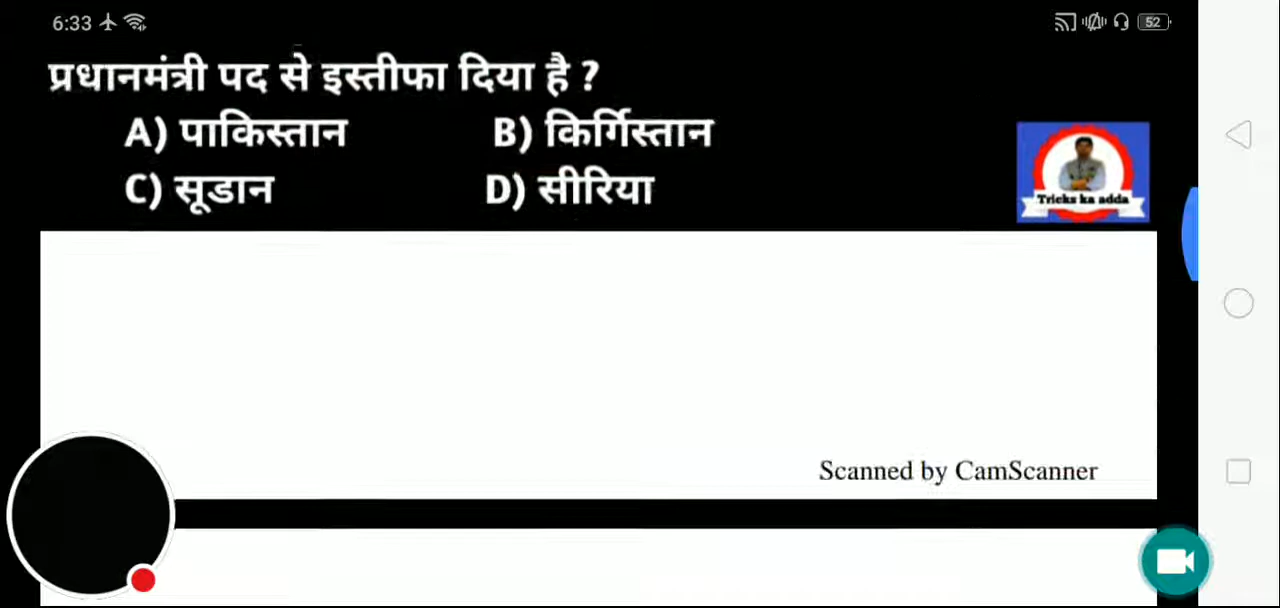 6:33
52
प्रधानमंत्री पद से इस्तीफा दिया है ?
A) पाकिस्तान B) किर्गिस्तान
C) सूडान D) सीरिया
Tricks ka adda
Scanned by CamScanner